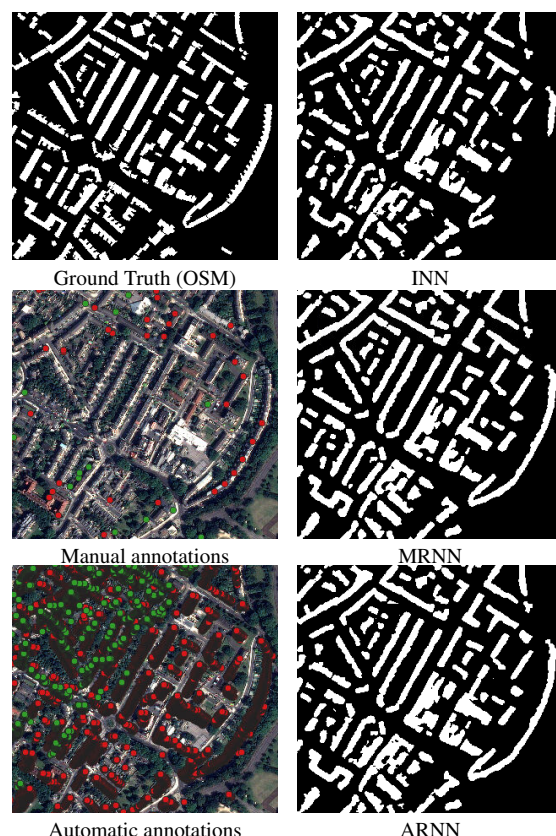 Ground Truth (OSM)
INN
Manual annotations
MRNN
Automatic annotations
ARNN